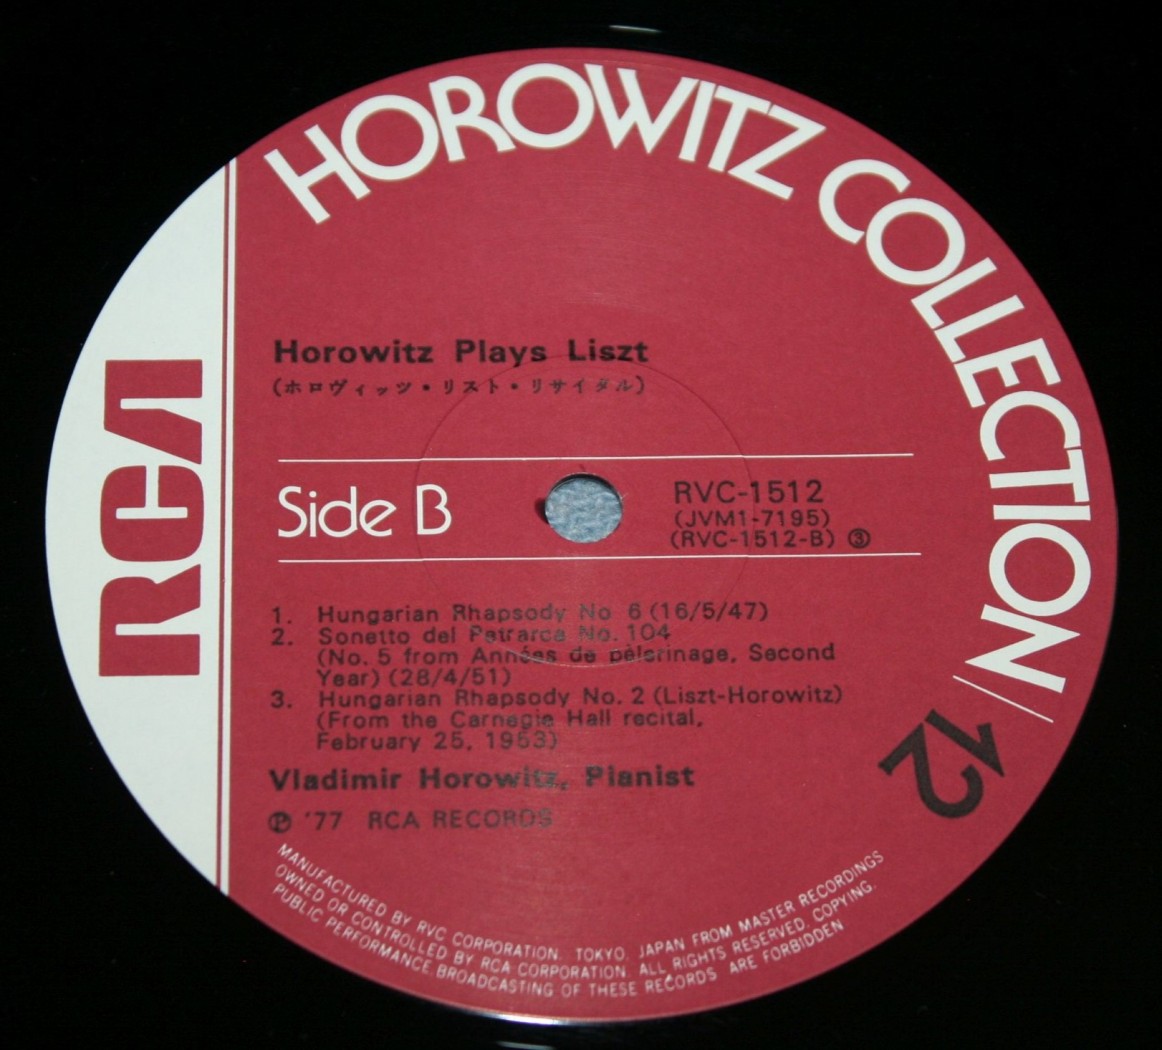 HOROWITZ COLLECTION/12
RCA
Horowitz Plays Liszt
(ホロヴィッツ・リスト・リサイタル)
Side B
RVC-1512
(JVM1-7195)
(RVC-1512-B) ③
1. Hungarian Rhapsody No. 6 (16/5/47)
2. Sonetto del Petrarca No. 104
(No. 5 from Années de pèlerinage, Second
Year) (28/4/51)
3. Hungarian Rhapsody No. 2 (Liszt-Horowitz)
(From the Carnegie Hall recital,
February 25, 1953)
Vladimir Horowitz, Pianist
℗ '77 RCA RECORDS
MANUFACTURED BY RVC CORPORATION, TOKYO, JAPAN FROM MASTER RECORDINGS
OWNED OR CONTROLLED BY RCA CORPORATION. ALL RIGHTS RESERVED. COPYING.
PUBLIC PERFORMANCE. BROADCASTING OF THESE RECORDS ARE FORBIDDEN